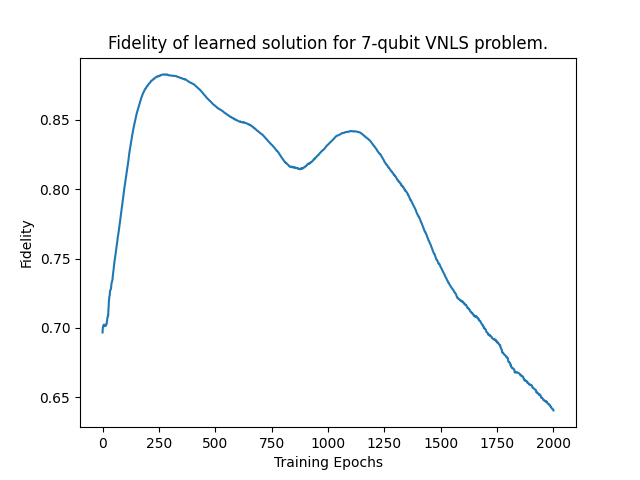 Fidelity of learned solution for 7-qubit VNLS problem.
0.85
0.80
0.75
0.70
0.65
Fidelity
0 250 500 750 1000 1250 1500 1750 2000
Training Epochs